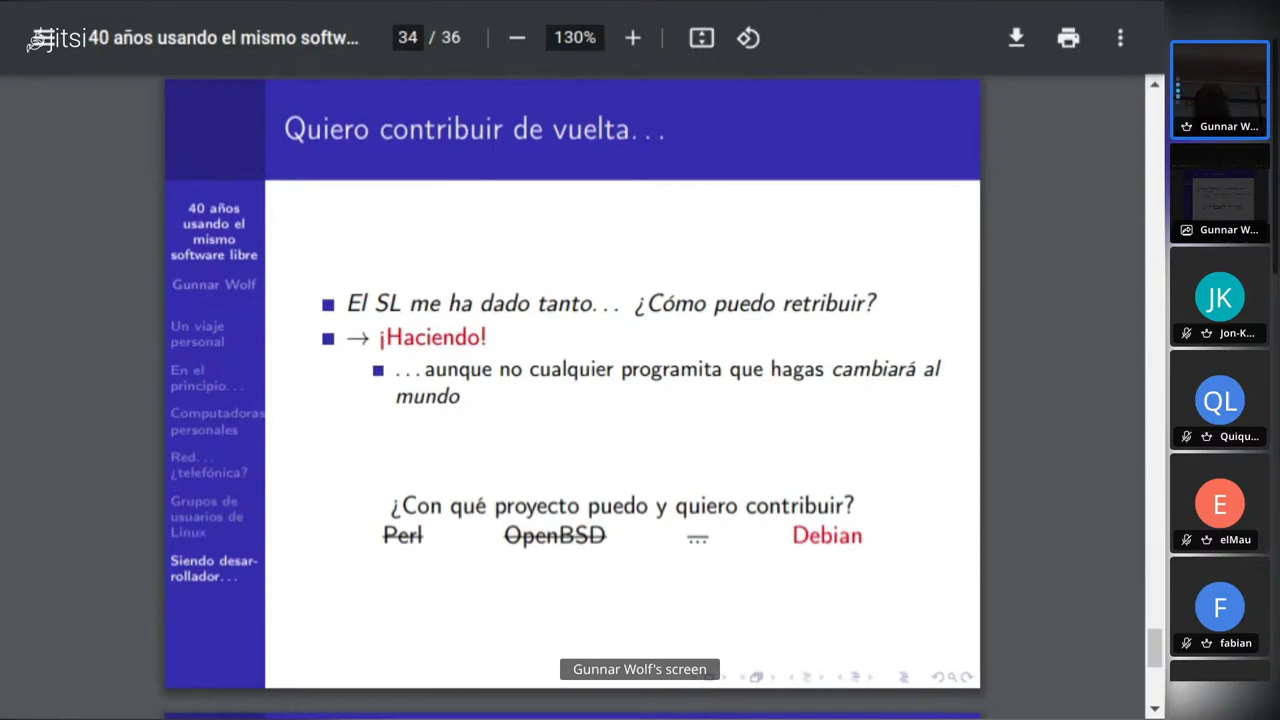 jitsi
40 años usando el mismo softw...
34 / 36
130%
Quiero contribuir de vuelta...
40 años
usando el
mismo
software libre
Gunnar Wolf
Un viaje
personal
En el
principio...
Computadoras
personales
Red...
¿telefónica?
Grupos de
usuarios de
Linux
Siendo desar-
rollador...
El SL me ha dado tanto... ¿Cómo puedo retribuir?
→ ¡Haciendo!
...aunque no cualquier programita que hagas cambiará al
mundo
¿Con qué proyecto puedo y quiero contribuir?
Perl OpenBSD ... Debian
Gunnar Wolf's screen
Gunnar W...
Gunnar W...
JK
Jon-K...
QL
Quiqu...
E
elMau
F
fabian